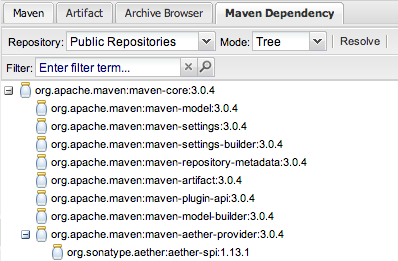 Maven Artifact Archive Browser Maven Dependency
Repository: Public Repositories Mode: Tree Resolve
Filter: Enter filter term...
org.apache.maven:maven-core:3.0.4
org.apache.maven:maven-model:3.0.4
org.apache.maven:maven-settings:3.0.4
org.apache.maven:maven-settings-builder:3.0.4
org.apache.maven:maven-repository-metadata:3.0.4
org.apache.maven:maven-artifact:3.0.4
org.apache.maven:maven-plugin-api:3.0.4
org.apache.maven:maven-model-builder:3.0.4
org.apache.maven:maven-aether-provider:3.0.4
org.sonatype.aether:aether-spi:1.13.1